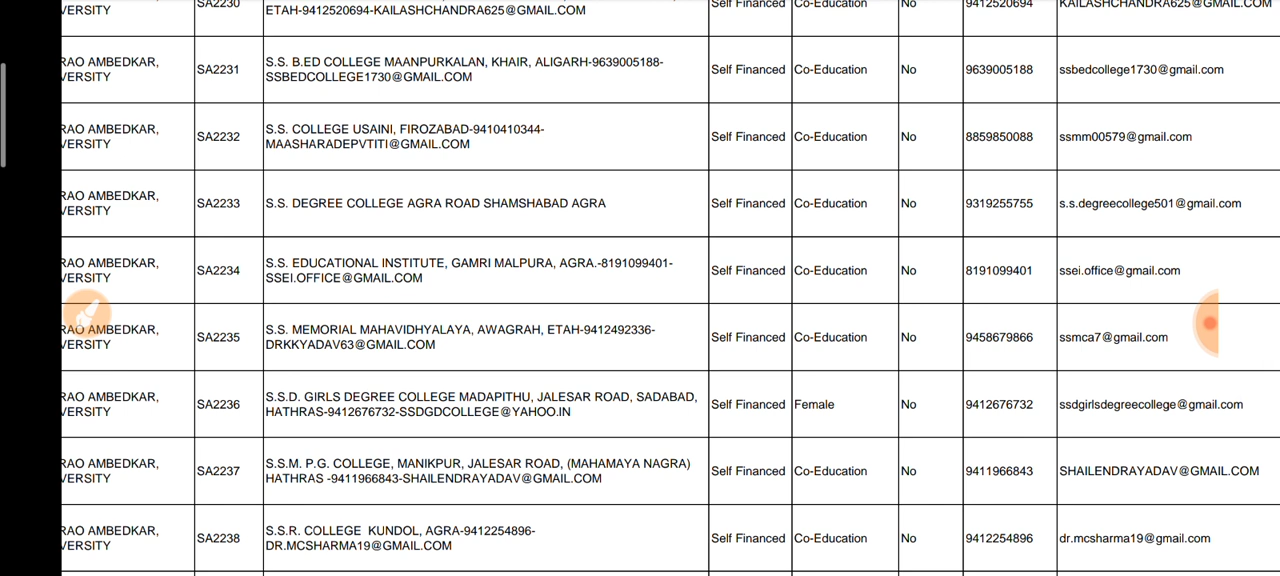 VERSITY SA2230 ETAH-9412520694-KAILASHCHANDRA625@GMAIL.COM Self Financed Co-Education No 9412520694 KAILASHCHANDRA625@GMAIL.COM
RAO AMBEDKAR,
VERSITY
SA2231
S.S. B.ED COLLEGE MAANPURKALAN, KHAIR, ALIGARH-9639005188-
SSBEDCOLLEGE1730@GMAIL.COM
Self Financed Co-Education No 9639005188 ssbedcollege1730@gmail.com
RAO AMBEDKAR,
VERSITY
SA2232
S.S. COLLEGE USAINI, FIROZABAD-9410410344-
MAASHARADEPVTITI@GMAIL.COM
Self Financed Co-Education No 8859850088 ssmm00579@gmail.com
RAO AMBEDKAR,
VERSITY
SA2233
S.S. DEGREE COLLEGE AGRA ROAD SHAMSHABAD AGRA
Self Financed Co-Education No 9319255755 s.s.degreecollege501@gmail.com
RAO AMBEDKAR,
VERSITY
SA2234
S.S. EDUCATIONAL INSTITUTE, GAMRI MALPURA, AGRA.-8191099401-
SSEI.OFFICE@GMAIL.COM
Self Financed Co-Education No 8191099401 ssei.office@gmail.com
RAO AMBEDKAR,
VERSITY
SA2235
S.S. MEMORIAL MAHAVIDHYALAYA, AWAGRAH, ETAH-9412492336-
DRKKYADAV63@GMAIL.COM
Self Financed Co-Education No 9458679866 ssmca7@gmail.com
RAO AMBEDKAR,
VERSITY
SA2236
S.S.D. GIRLS DEGREE COLLEGE MADAPITHU, JALESAR ROAD, SADABAD,
HATHRAS-9412676732-SSDGDCOLLEGE@YAHOO.IN
Self Financed Female No 9412676732 ssdgirlsdegreecollege@gmail.com
RAO AMBEDKAR,
VERSITY
SA2237
S.S.M. P.G. COLLEGE, MANIKPUR, JALESAR ROAD, (MAHAMAYA NAGRA)
HATHRAS -9411966843-SHAILENDRAYADAV@GMAIL.COM
Self Financed Co-Education No 9411966843 SHAILENDRAYADAV@GMAIL.COM
RAO AMBEDKAR,
VERSITY
SA2238
S.S.R. COLLEGE KUNDOL, AGRA-9412254896-
DR.MCSHARMA19@GMAIL.COM
Self Financed Co-Education No 9412254896 dr.mcsharma19@gmail.com